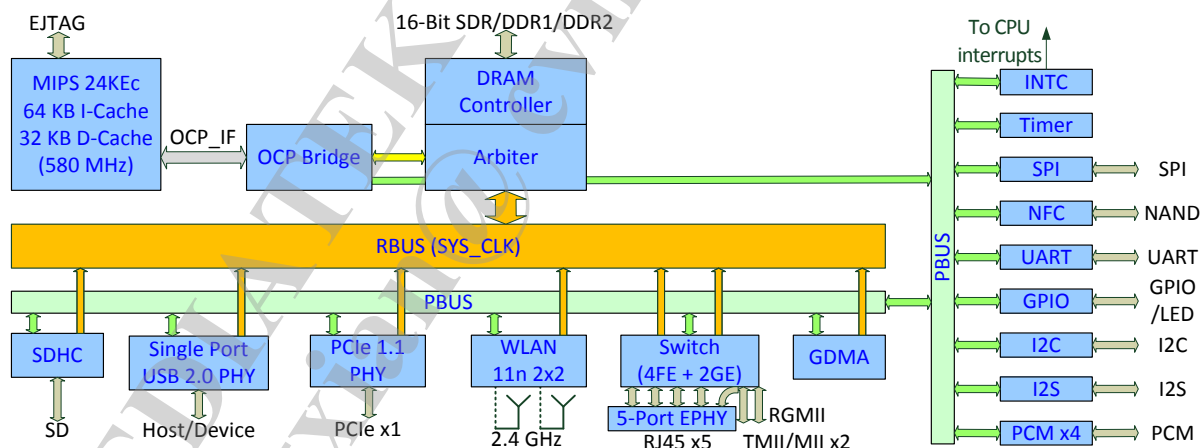 EJTAG
16-Bit SDR/DDR1/DDR2
To CPU
interrupts
MIPS 24KEc
64 KB I-Cache
32 KB D-Cache
(580 MHz)
OCP_IF
OCP Bridge
DRAM
Controller
Arbiter
RBUS (SYS_CLK)
PBUS
PBUS
INTC
Timer
SPI
SPI
NFC
NAND
UART
UART
GPIO
GPIO
/LED
I2C
I2C
I2S
I2S
PCM x4
PCM
SDHC
Single Port
USB 2.0 PHY
PCIe 1.1
PHY
WLAN
11n 2x2
Switch
(4FE + 2GE)
GDMA
5-Port EPHY
SD
Host/Device
PCIe x1
2.4 GHz
RJ45 x5
RGMII
TMII/MII x2